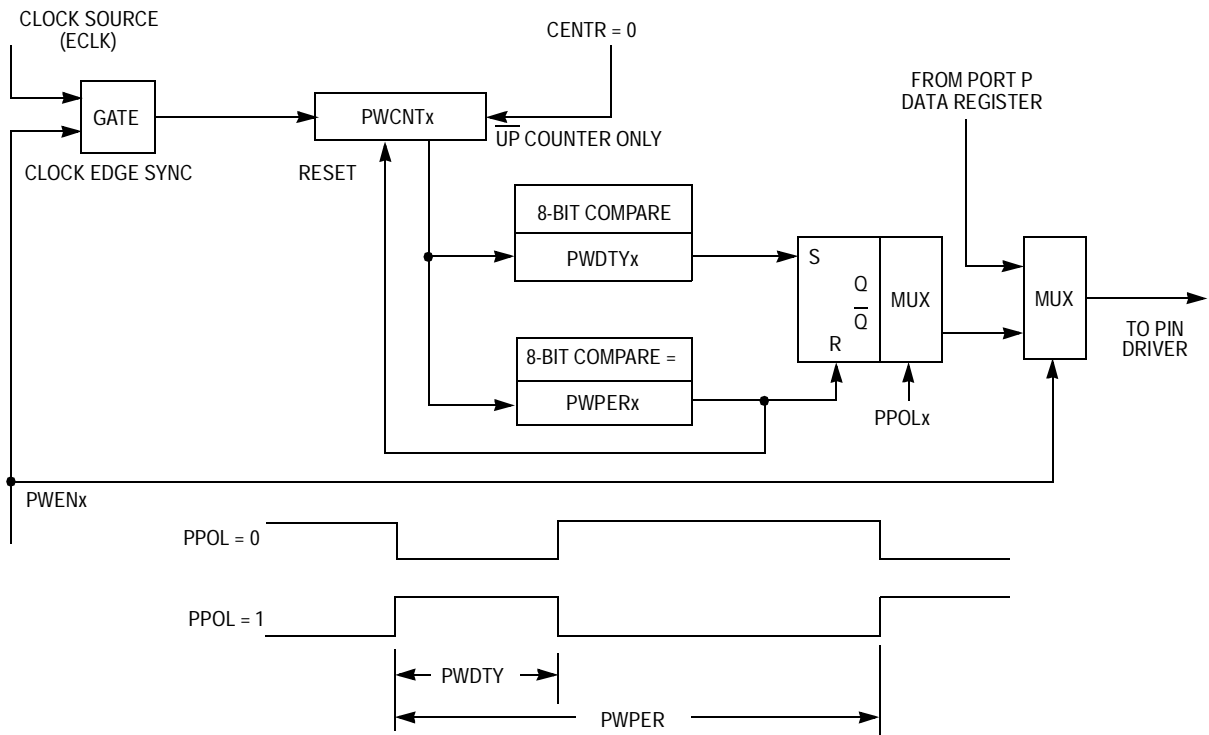 CLOCK SOURCE
(ECLK)
CENTR = 0
FROM PORT P
DATA REGISTER
GATE
PWCNTx
U̅P̅ COUNTER ONLY
CLOCK EDGE SYNC
RESET
8-BIT COMPARE
PWDTYx
S
Q
Q̅
R
MUX
MUX
TO PIN
DRIVER
8-BIT COMPARE =
PWPERx
PPOLx
PWENx
PPOL = 0
PPOL = 1
PWDTY
PWPER